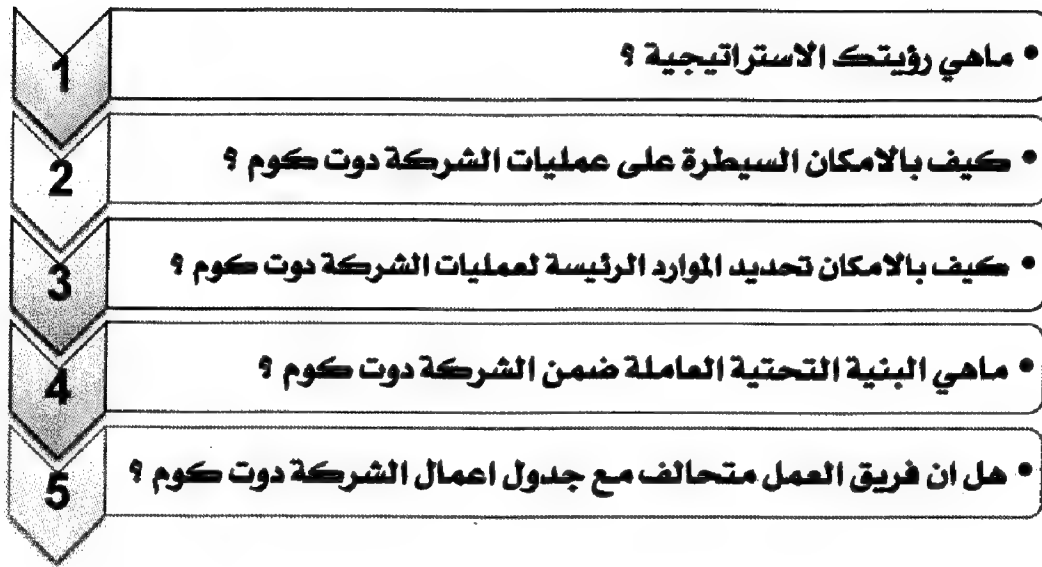 1
• ماهي رؤيتك الاستراتيجية ؟
2
• كيف بالامكان السيطرة على عمليات الشركة دوت كوم ؟
3
• كيف بالامكان تحديد الموارد الرئيسة لعمليات الشركة دوت كوم ؟
4
• ماهي البنية التحتية العاملة ضمن الشركة دوت كوم ؟
5
• هل ان فريق العمل متحالف مع جدول اعمال الشركة دوت كوم ؟